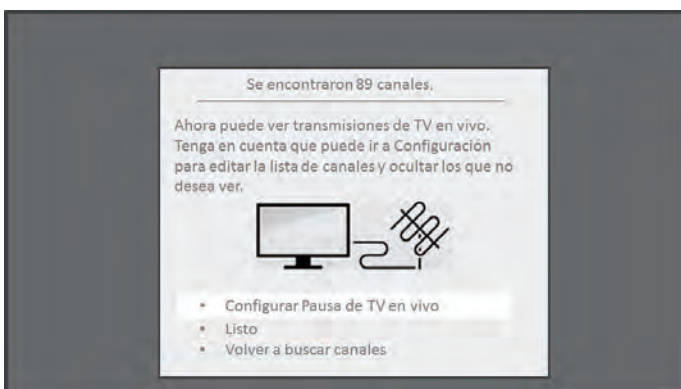 Se encontraron 89 canales.
Ahora puede ver transmisiones de TV en vivo.
Tenga en cuenta que puede ir a Configuración
para editar la lista de canales y ocultar los que no
desea ver.
• Configurar Pausa de TV en vivo
• Listo
• Volver a buscar canales